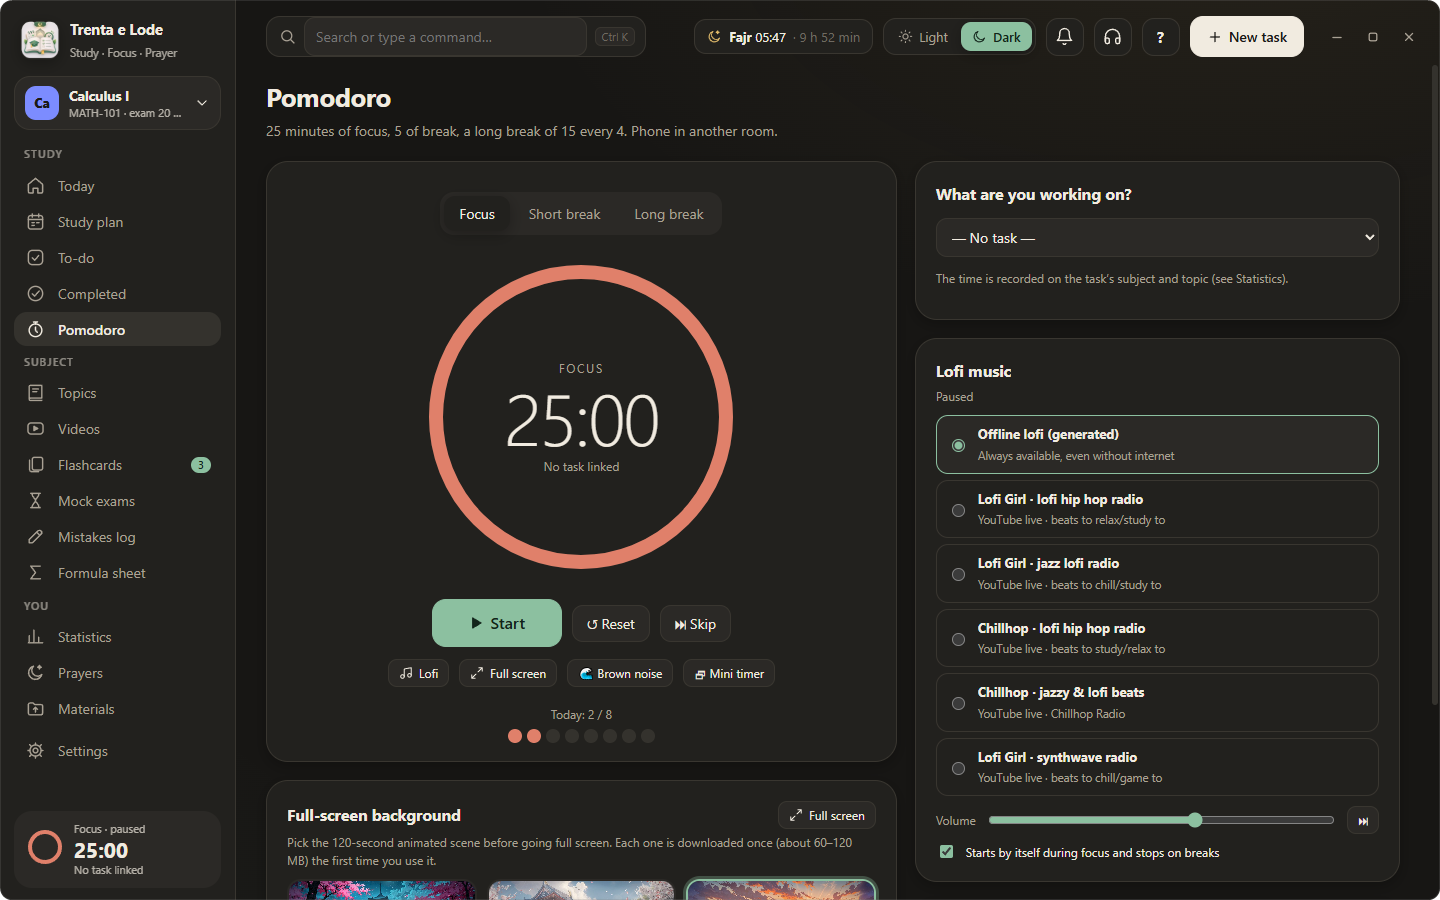 Trenta e Lode
Study · Focus · Prayer
Ca
Calculus I
MATH-101 · exam 20 ...
STUDY
Today
Study plan
To-do
Completed
Pomodoro
SUBJECT
Topics
Videos
Flashcards 3
Mock exams
Mistakes log
Formula sheet
YOU
Statistics
Prayers
Materials
Settings
Focus · paused
25:00
No task linked
Search or type a command... Ctrl K
Fajr 05:47 · 9 h 52 min
Light
Dark
?
+ New task
Pomodoro
25 minutes of focus, 5 of break, a long break of 15 every 4. Phone in another room.
Focus Short break Long break
FOCUS
25:00
No task linked
Start
Reset
Skip
Lofi
Full screen
Brown noise
Mini timer
Today: 2 / 8
Full-screen background
Full screen
Pick the 120-second animated scene before going full screen. Each one is downloaded once (about 60–120
MB) the first time you use it.
What are you working on?
— No task —
The time is recorded on the task's subject and topic (see Statistics).
Lofi music
Paused
Offline lofi (generated)
Always available, even without internet
Lofi Girl · lofi hip hop radio
YouTube live · beats to relax/study to
Lofi Girl · jazz lofi radio
YouTube live · beats to chill/study to
Chillhop · lofi hip hop radio
YouTube live · beats to study/relax to
Chillhop · jazzy & lofi beats
YouTube live · Chillhop Radio
Lofi Girl · synthwave radio
YouTube live · beats to chill/game to
Volume
Starts by itself during focus and stops on breaks